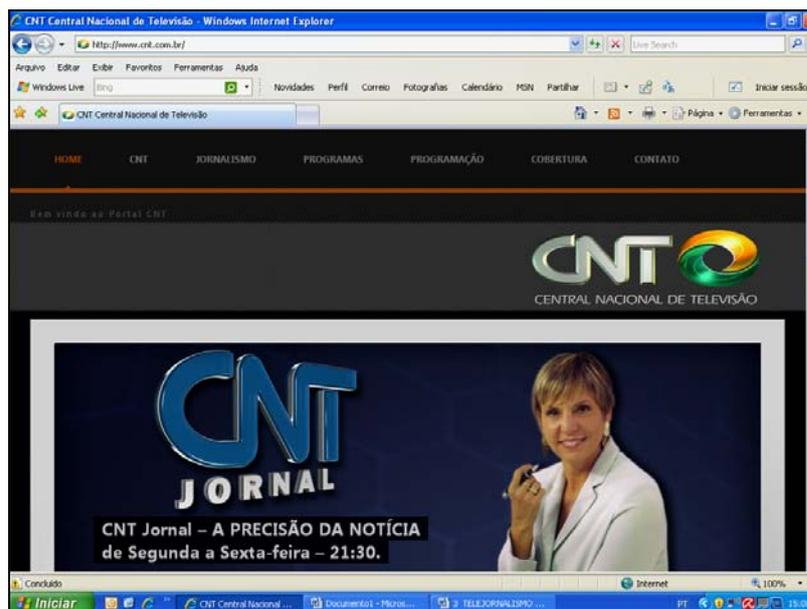 CNT Central Nacional de Televisão - Windows Internet Explorer
http://www.cnt.com.br/
Live Search
Arquivo Editar Exibir Favoritos Ferramentas Ajuda
Windows Live Bing Novidades Perfil Correio Fotografias Calendário MSN Partilhar Iniciar sessão
CNT Central Nacional de Televisão Página Ferramentas
HOME CNT JORNALISMO PROGRAMAS PROGRAMAÇÃO COBERTURA CONTATO
Bem vindo ao Portal CNT
CNT
CENTRAL NACIONAL DE TELEVISÃO
CNT
JORNAL
CNT Jornal – A PRECISÃO DA NOTÍCIA
de Segunda a Sexta-feira – 21:30.
Concluído Internet 100%
Iniciar CNT Central Nacional ... Documento1 - Micros... 3 TELEJORNALISMO ... PT